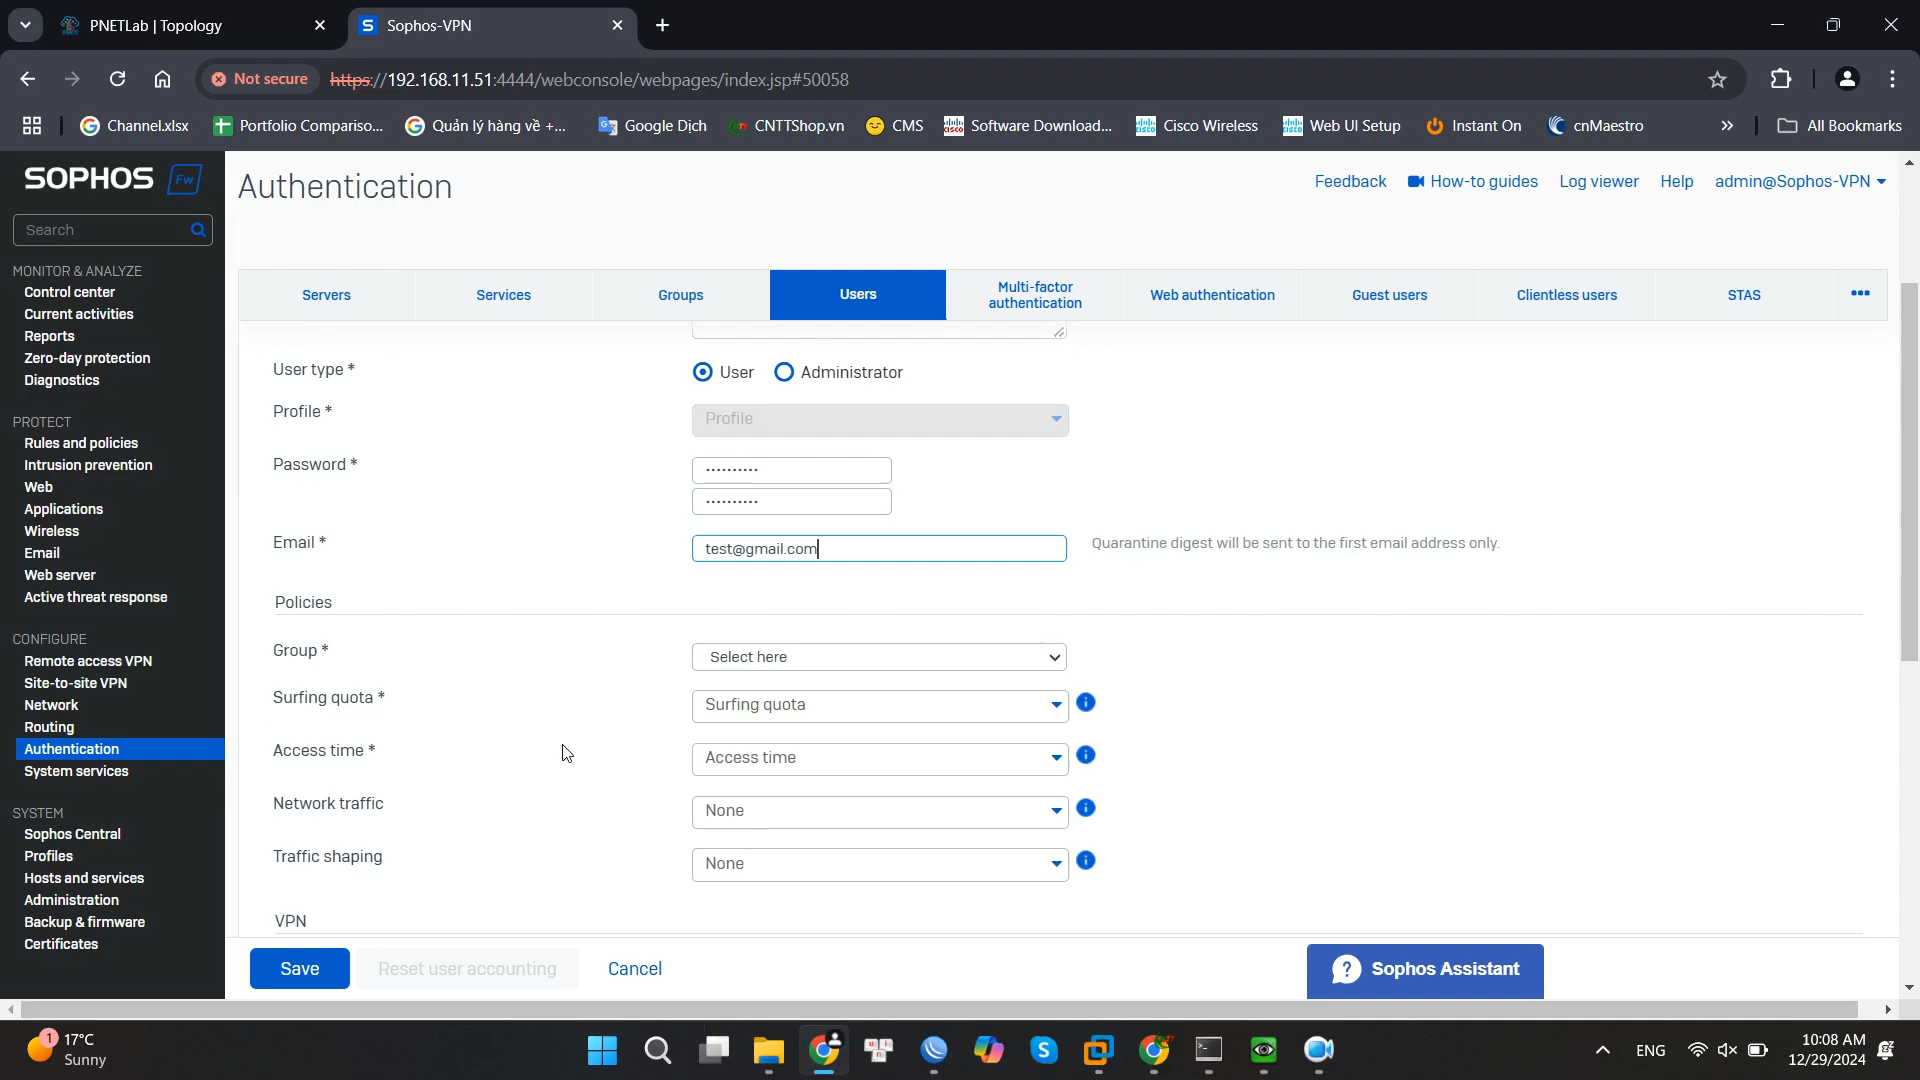 PNETLab | Topology
Sophos-VPN
Not secure
https://192.168.11.51:4444/webconsole/webpages/index.jsp#50058
Channel.xlsx
Portfolio Compariso...
Quản lý hàng về +...
Google Dịch
CNTTShop.vn
CMS
Software Download...
Cisco Wireless
Web UI Setup
Instant On
cnMaestro
All Bookmarks
SOPHOS Fw
Search
MONITOR & ANALYZE
Control center
Current activities
Reports
Zero-day protection
Diagnostics
PROTECT
Rules and policies
Intrusion prevention
Web
Applications
Wireless
Email
Web server
Active threat response
CONFIGURE
Remote access VPN
Site-to-site VPN
Network
Routing
Authentication
System services
SYSTEM
Sophos Central
Profiles
Hosts and services
Administration
Backup & firmware
Certificates
Authentication
Feedback
How-to guides
Log viewer
Help
admin@Sophos-VPN
Servers
Services
Groups
Users
Multi-factor
authentication
Web authentication
Guest users
Clientless users
STAS
User type *
User
Administrator
Profile *
Profile
Password *
Email *
test@gmail.com
Quarantine digest will be sent to the first email address only.
Policies
Group *
Select here
Surfing quota *
Surfing quota
Access time *
Access time
Network traffic
None
Traffic shaping
None
VPN
Save
Reset user accounting
Cancel
? Sophos Assistant
1
17°C
Sunny
ENG
10:08 AM
12/29/2024